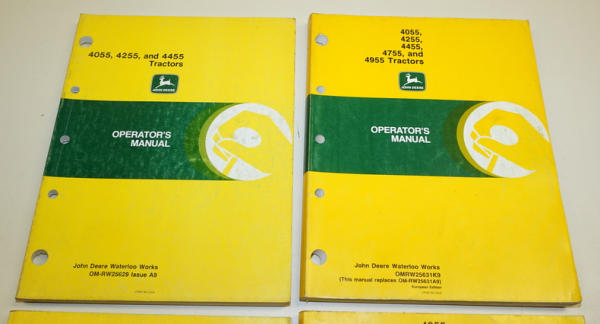 4055, 4255, and 4455
Tractors
JOHN DEERE
OPERATOR'S
MANUAL
John Deere Waterloo Works
OM-RW25629 Issue A9
4055,
4255,
4455,
4755, and
4955 Tractors
JOHN DEERE
OPERATOR'S
MANUAL
John Deere Waterloo Works
OMRW25631K9
(This manual replaces OM-RW25631A9)
European Edition